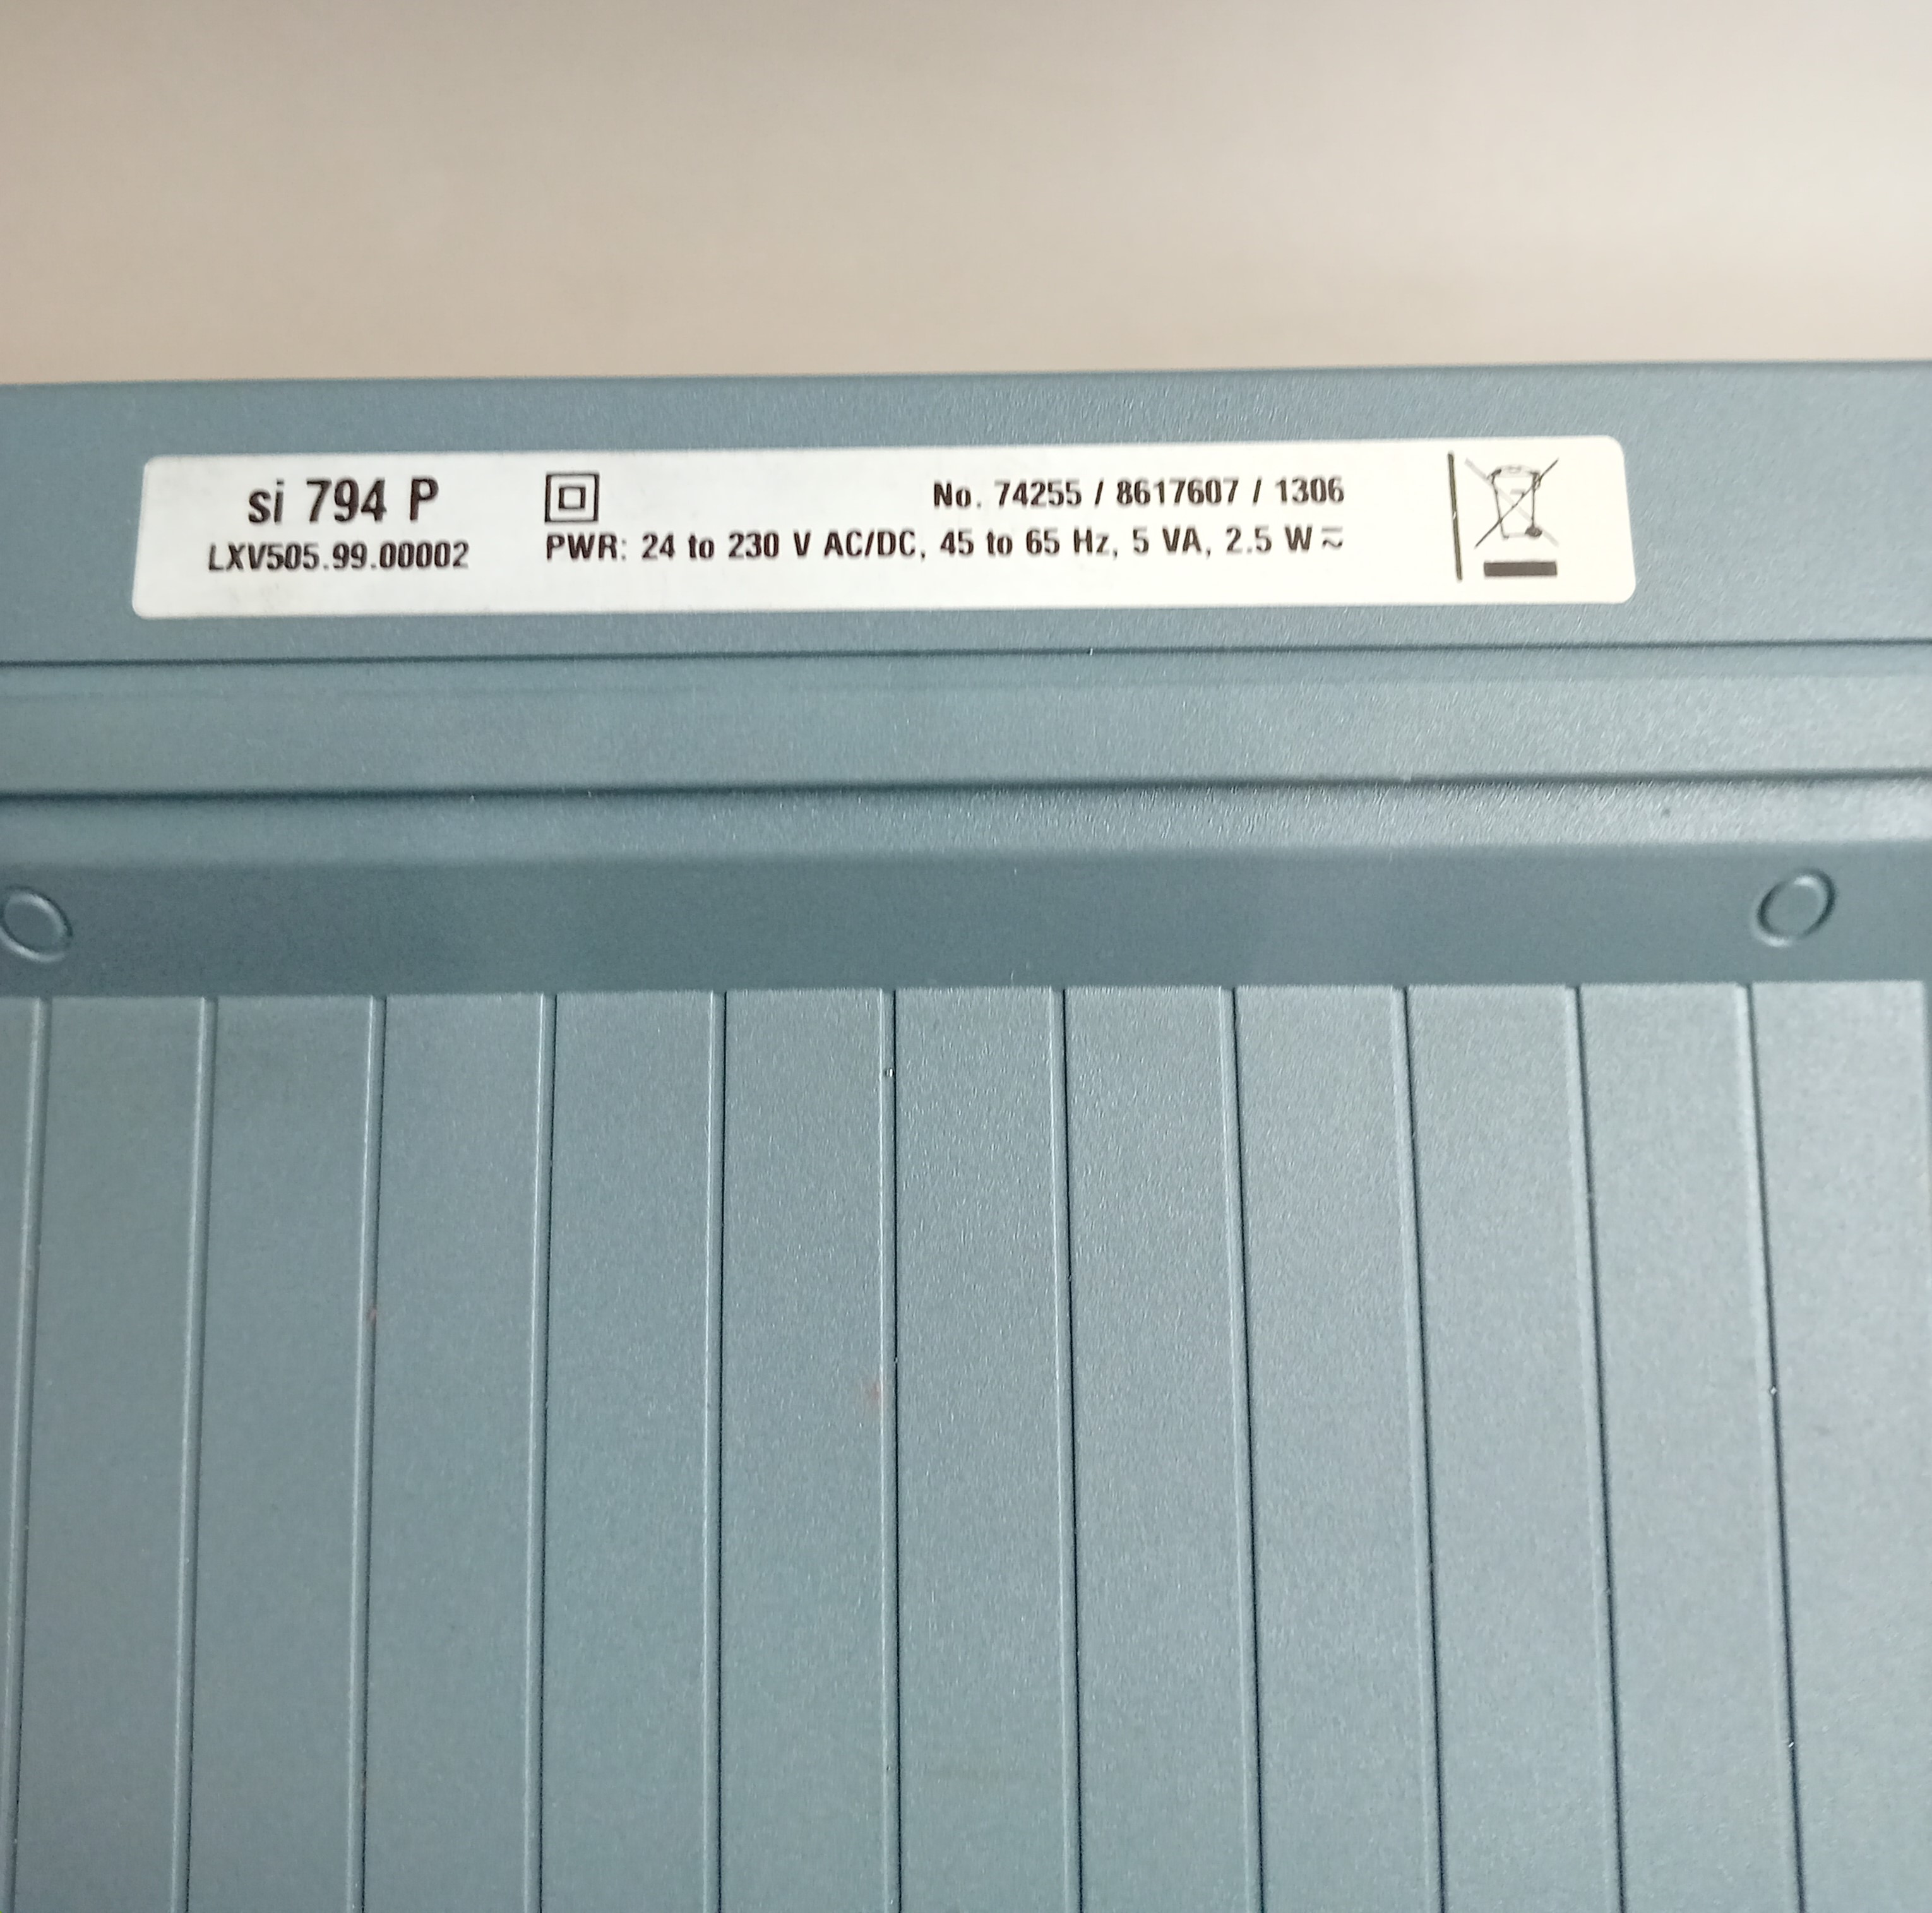 si 794 P
LXV505.99.00002
No. 74255 / 8617607 / 1306
PWR: 24 to 230 V AC/DC, 45 to 65 Hz, 5 VA, 2.5 W ⏦